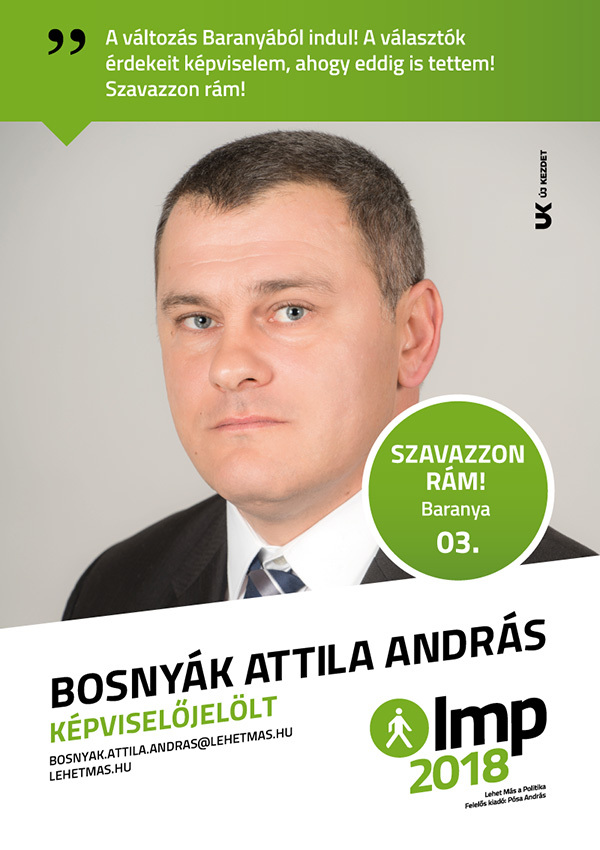 A változás Baranyából indul! A választók
érdekeit képviselem, ahogy eddig is tettem!
Szavazzon rám!
UK ÚJ KEZDET
SZAVAZZON
RÁM!
Baranya
03.
BOSNYÁK ATTILA ANDRÁS
KÉPVISELŐJELÖLT
BOSNYAK.ATTILA.ANDRAS@LEHETMAS.HU
LEHETMAS.HU
lmp
2018
Lehet Más a Politika
Felelős kiadó: Pósa András